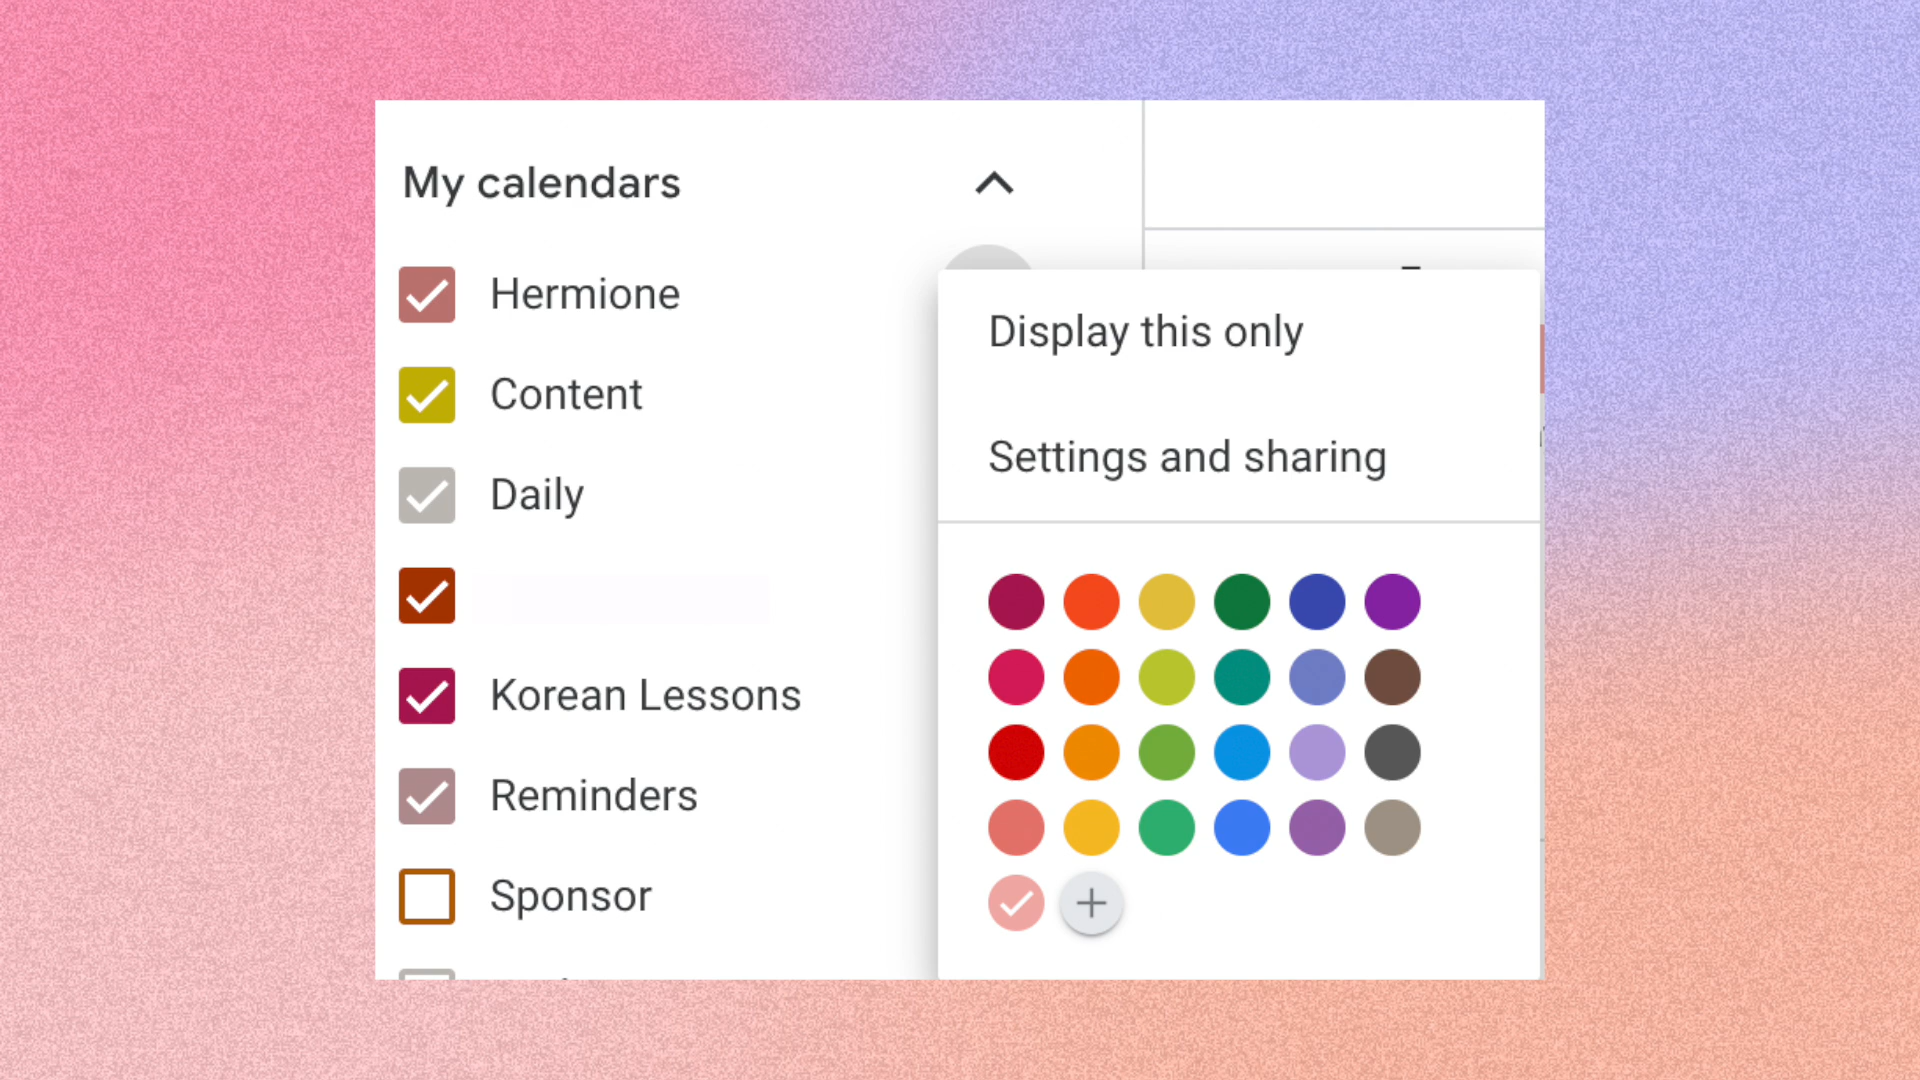 My calendars
Hermione
Content
Daily
Korean Lessons
Reminders
Sponsor
Display this only
Settings and sharing